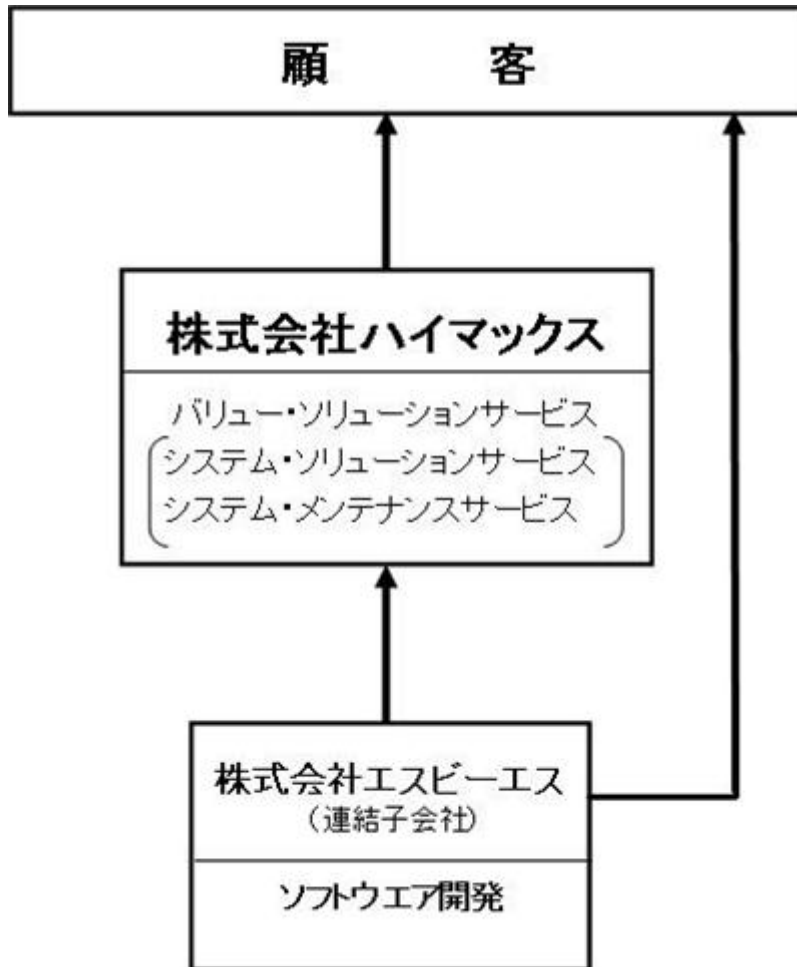 顧　客
株式会社ハイマックス
バリュー・ソリューションサービス
システム・ソリューションサービス
システム・メンテナンスサービス
株式会社エスビーエス
（連結子会社）
ソフトウエア開発